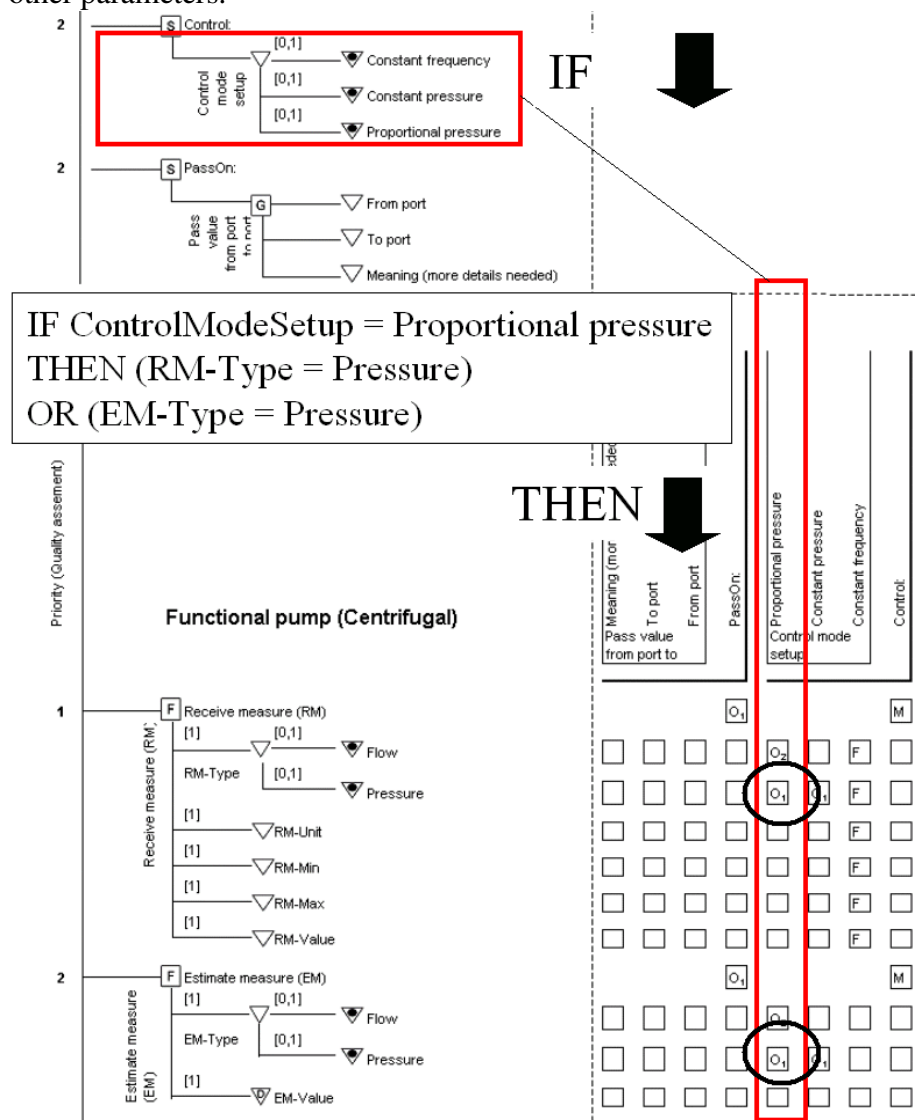 other parameters.
2
S Control:
[0,1]
Constant frequency
[0,1]
Constant pressure
[0,1]
Proportional pressure
Control
mode
setup
IF
2
S PassOn:
G From port
To port
Meaning (more details needed)
Pass
value
from port
to port
IF ControlModeSetup = Proportional pressure
THEN (RM-Type = Pressure)
OR (EM-Type = Pressure)
THEN
Priority (Quality assement)
Functional pump (Centrifugal)
Meaning (mor
eded
To port
From port
Pass value
from port to
PassOn:
Proportional pressure
Constant pressure
Constant frequency
Control mode
setup
Control:
1
F Receive measure (RM) O1 M
[1] [0,1]
Flow O2 F
RM-Type [0,1]
Pressure O1 O1 F
[1]
RM-Unit F
[1]
RM-Min F
[1]
RM-Max F
[1]
RM-Value F
Receive measure (RM)
2
F Estimate measure (EM) O1 M
[1] [0,1]
Flow O2
EM-Type [0,1]
Pressure O1 O1
[1]
D EM-Value
Estimate measure
(EM)